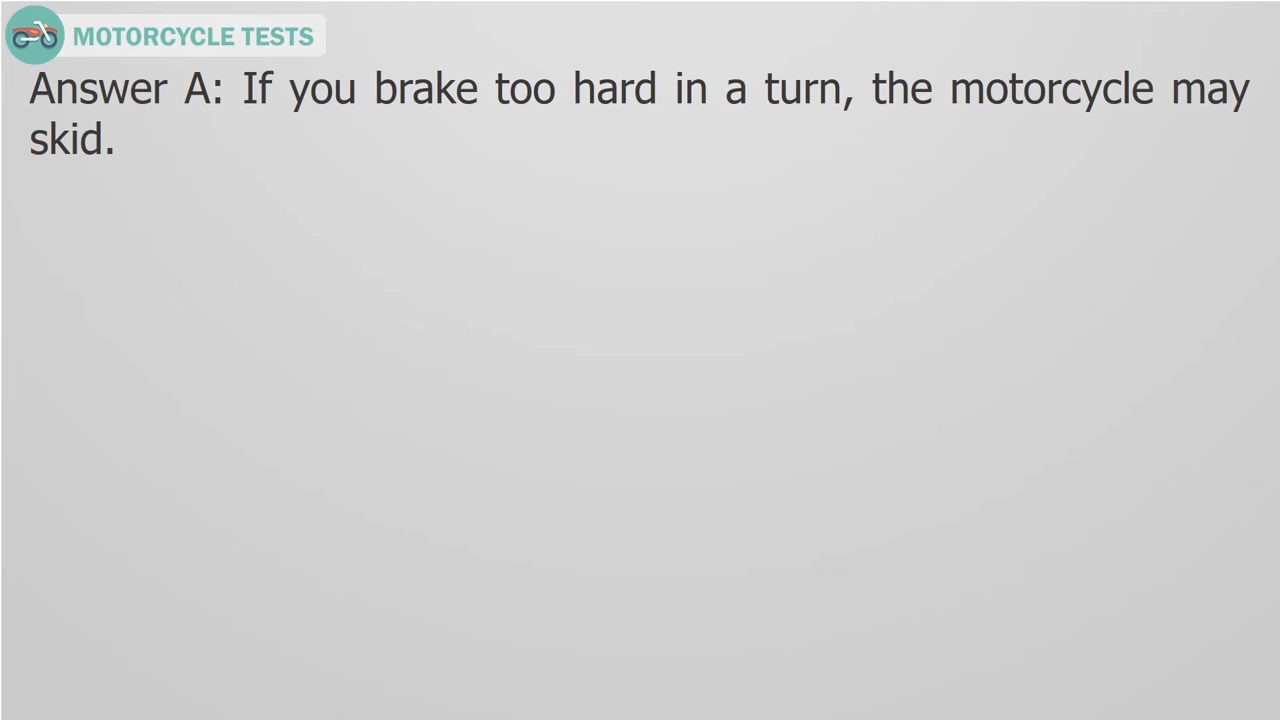 MOTORCYCLE TESTS
Answer A: If you brake too hard in a turn, the motorcycle may
skid.